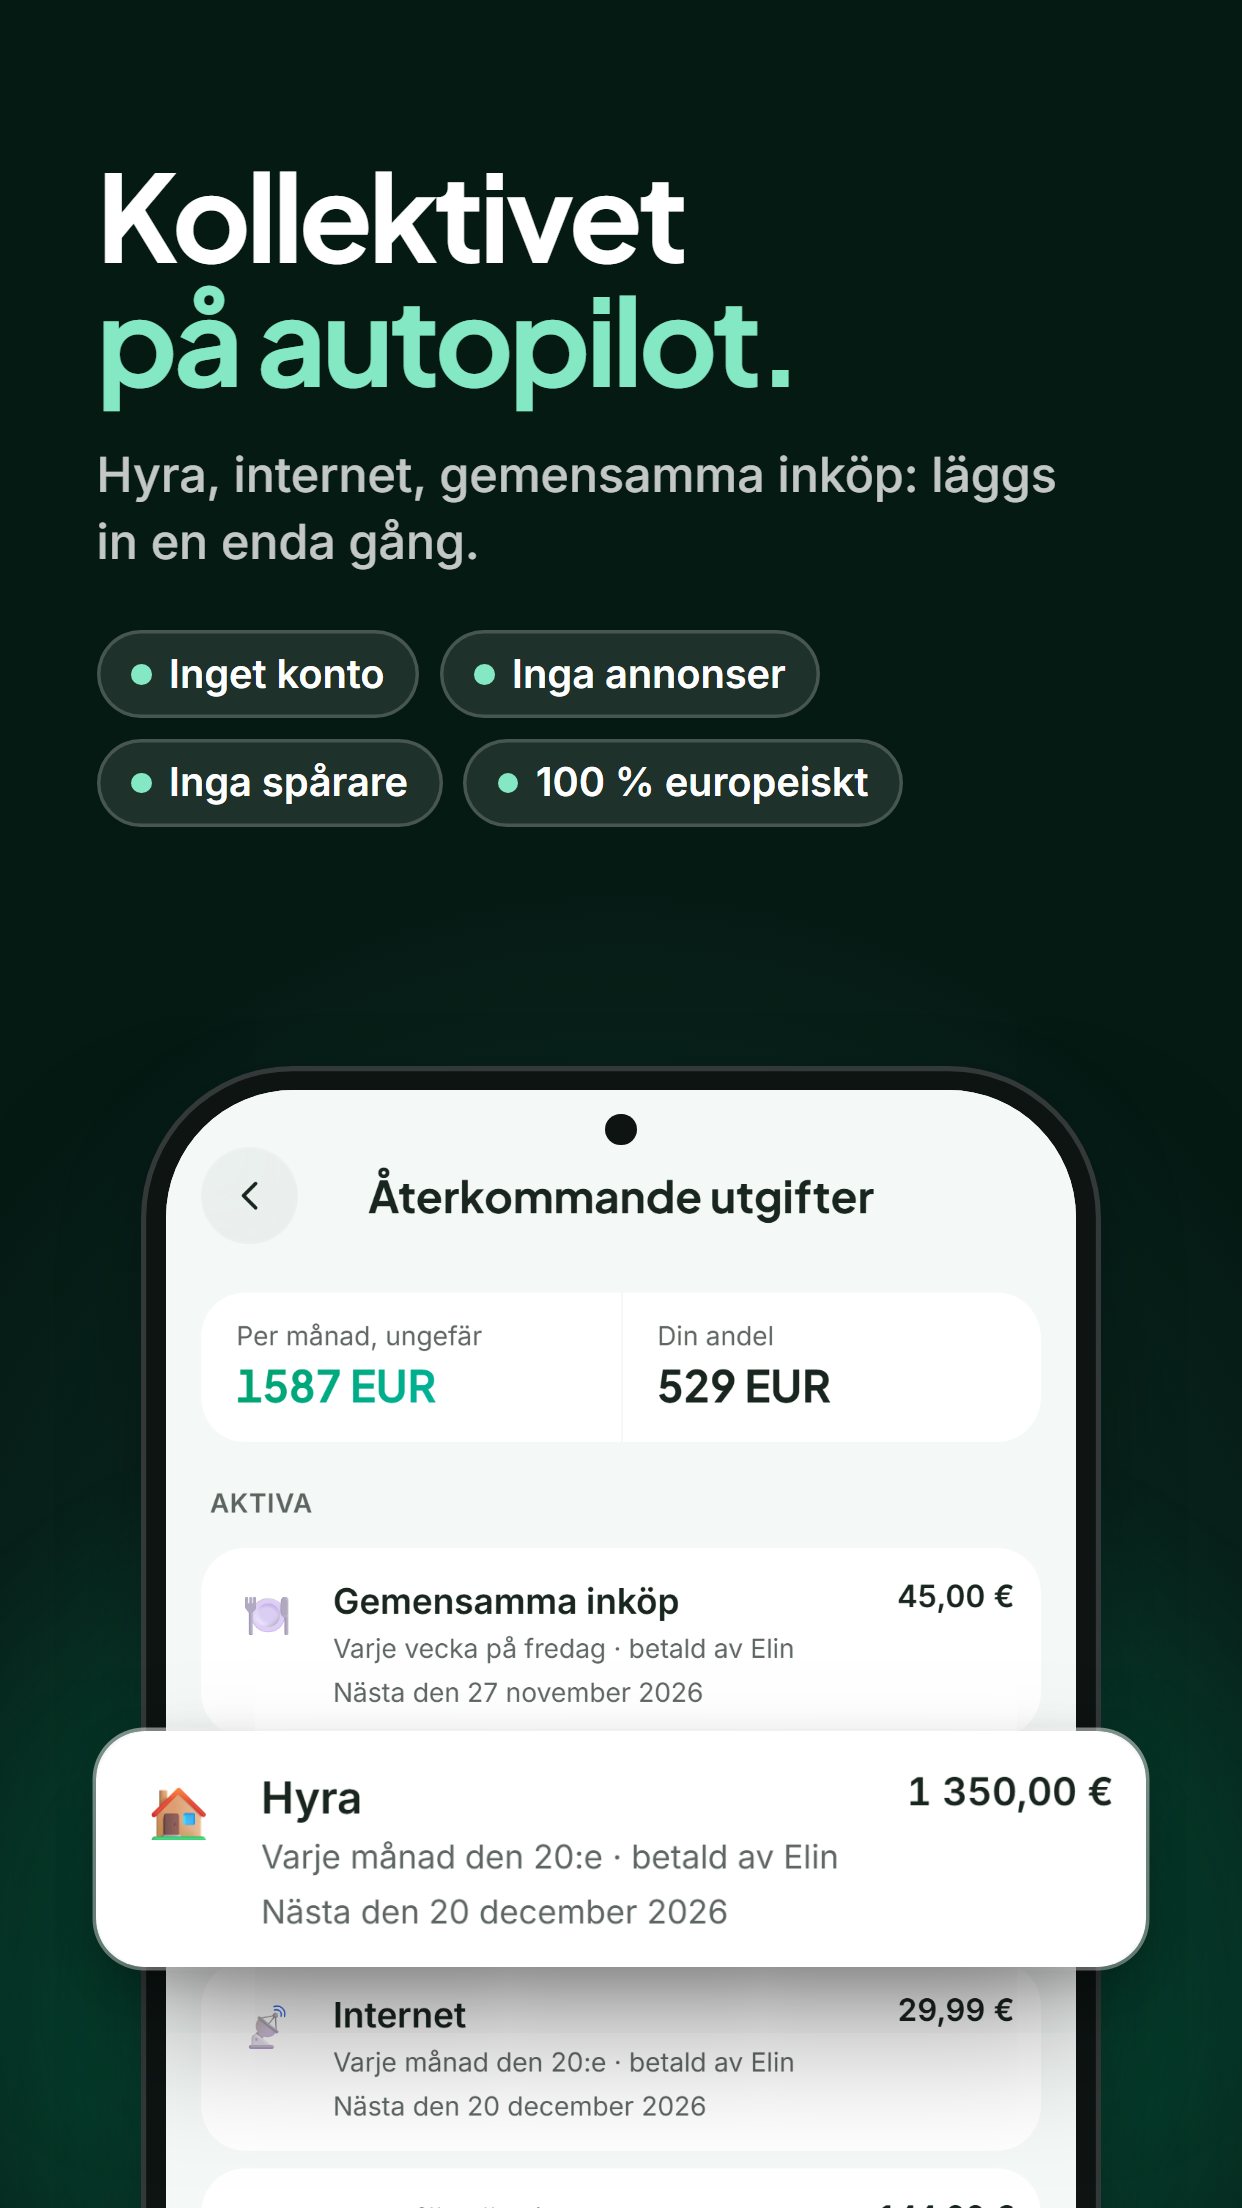 Kollektivet
på autopilot.
Hyra, internet, gemensamma inköp: läggs
in en enda gång.
Inget konto
Inga annonser
Inga spårare
100 % europeiskt
Återkommande utgifter
Per månad, ungefär
1587 EUR
Din andel
529 EUR
AKTIVA
Gemensamma inköp
45,00 €
Varje vecka på fredag · betald av Elin
Nästa den 27 november 2026
Hyra
1 350,00 €
Varje månad den 20:e · betald av Elin
Nästa den 20 december 2026
Internet
29,99 €
Varje månad den 20:e · betald av Elin
Nästa den 20 december 2026